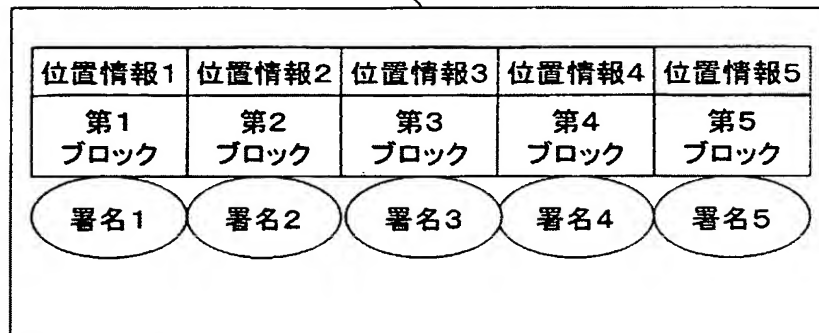 位置情報1 位置情報2 位置情報3 位置情報4 位置情報5
第1 第2 第3 第4 第5
ブロック ブロック ブロック ブロック ブロック
署名1 署名2 署名3 署名4 署名5